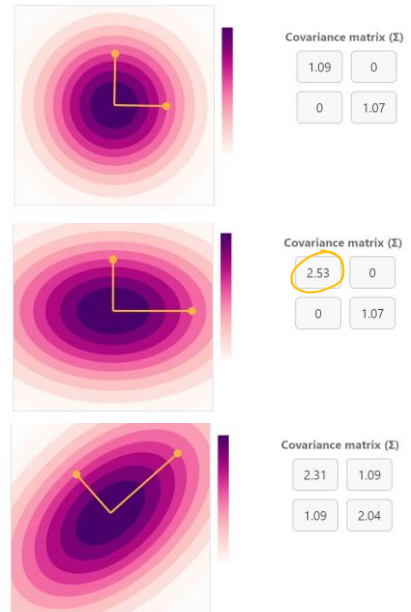 Covariance matrix (Σ)
1.09 0
0 1.07
Covariance matrix (Σ)
2.53 0
0 1.07
Covariance matrix (Σ)
2.31 1.09
1.09 2.04